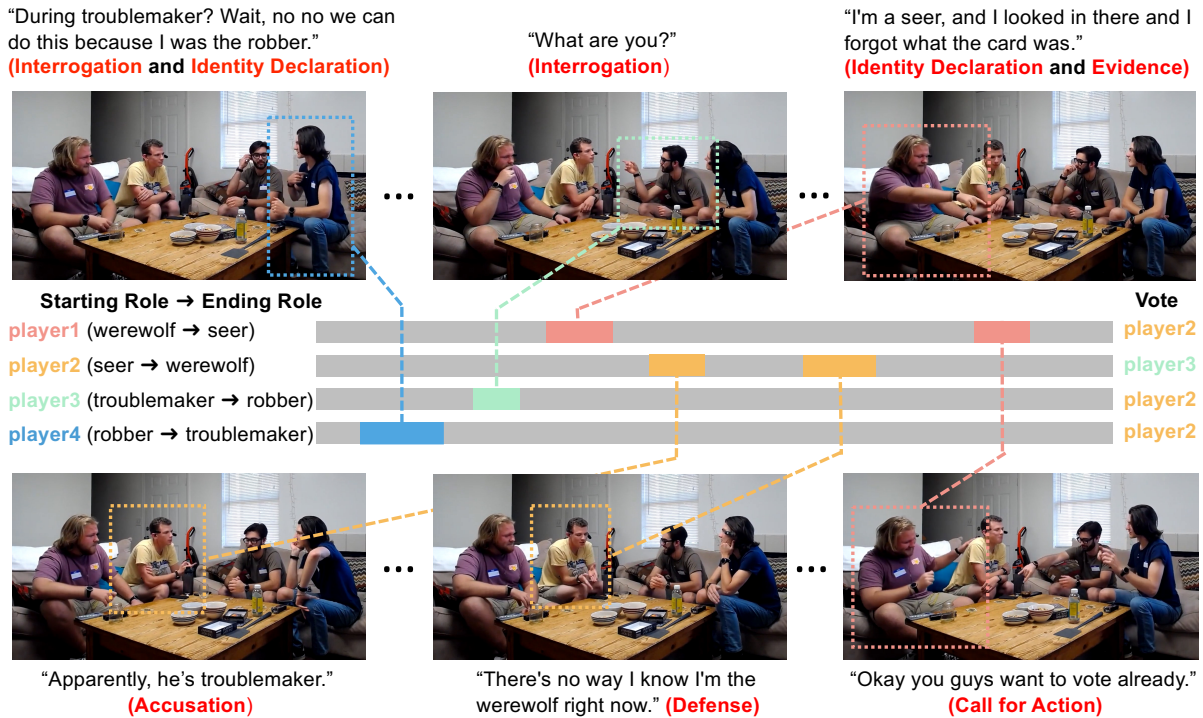 “During troublemaker? Wait, no no we can
do this because I was the robber.”
(Interrogation and Identity Declaration)
“What are you?”
(Interrogation)
“I'm a seer, and I looked in there and I
forgot what the card was.”
(Identity Declaration and Evidence)
...
...
Starting Role → Ending Role
Vote
player1 (werewolf → seer)
player2
player2 (seer → werewolf)
player3
player3 (troublemaker → robber)
player2
player4 (robber → troublemaker)
player2
...
...
“Apparently, he’s troublemaker.”
(Accusation)
“There's no way I know I'm the
werewolf right now.” (Defense)
“Okay you guys want to vote already.”
(Call for Action)